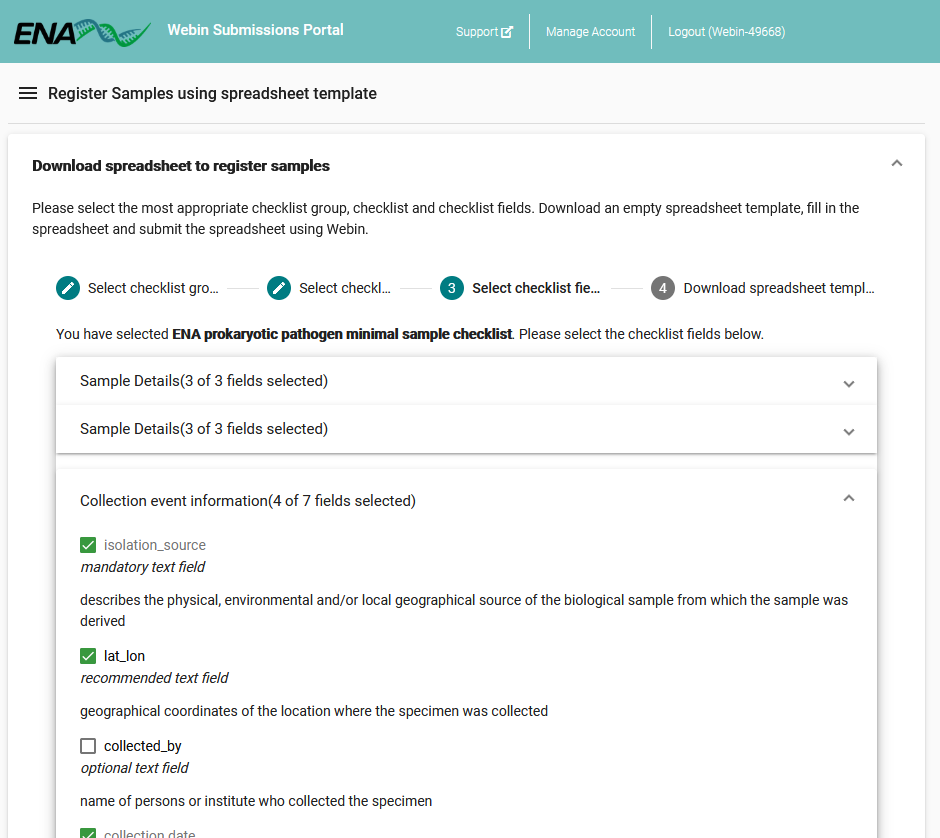 ENA
Webin Submissions Portal
Support
Manage Account
Logout (Webin-49668)
Register Samples using spreadsheet template
Download spreadsheet to register samples
Please select the most appropriate checklist group, checklist and checklist fields. Download an empty spreadsheet template, fill in the
spreadsheet and submit the spreadsheet using Webin.
Select checklist gro...
Select checkl...
3 Select checklist fie...
4 Download spreadsheet templ...
You have selected ENA prokaryotic pathogen minimal sample checklist. Please select the checklist fields below.
Sample Details(3 of 3 fields selected)
Sample Details(3 of 3 fields selected)
Collection event information(4 of 7 fields selected)
isolation_source
mandatory text field
describes the physical, environmental and/or local geographical source of the biological sample from which the sample was
derived
lat_lon
recommended text field
geographical coordinates of the location where the specimen was collected
collected_by
optional text field
name of persons or institute who collected the specimen
collection date